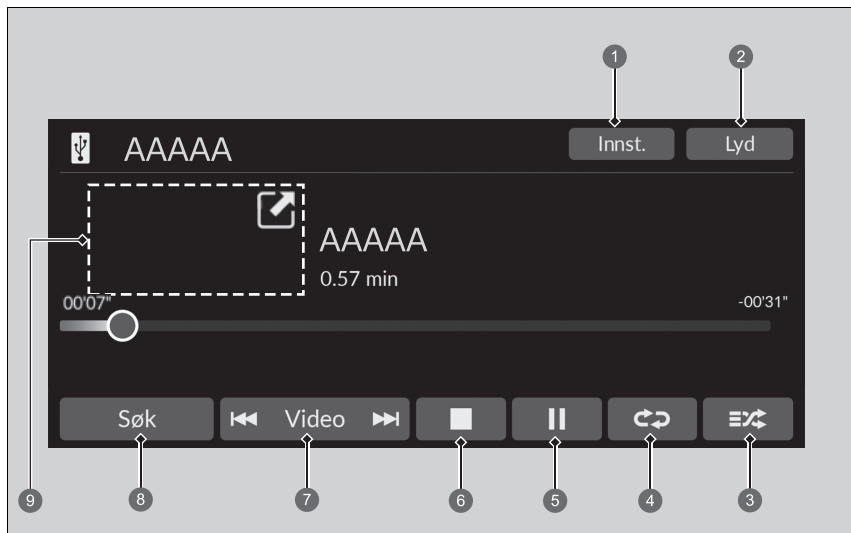 1 2
AAAAA Innst. Lyd
AAAAA
0.57 min
00'07" -00'31"
Søk Video
9 8 7 6 5 4 3